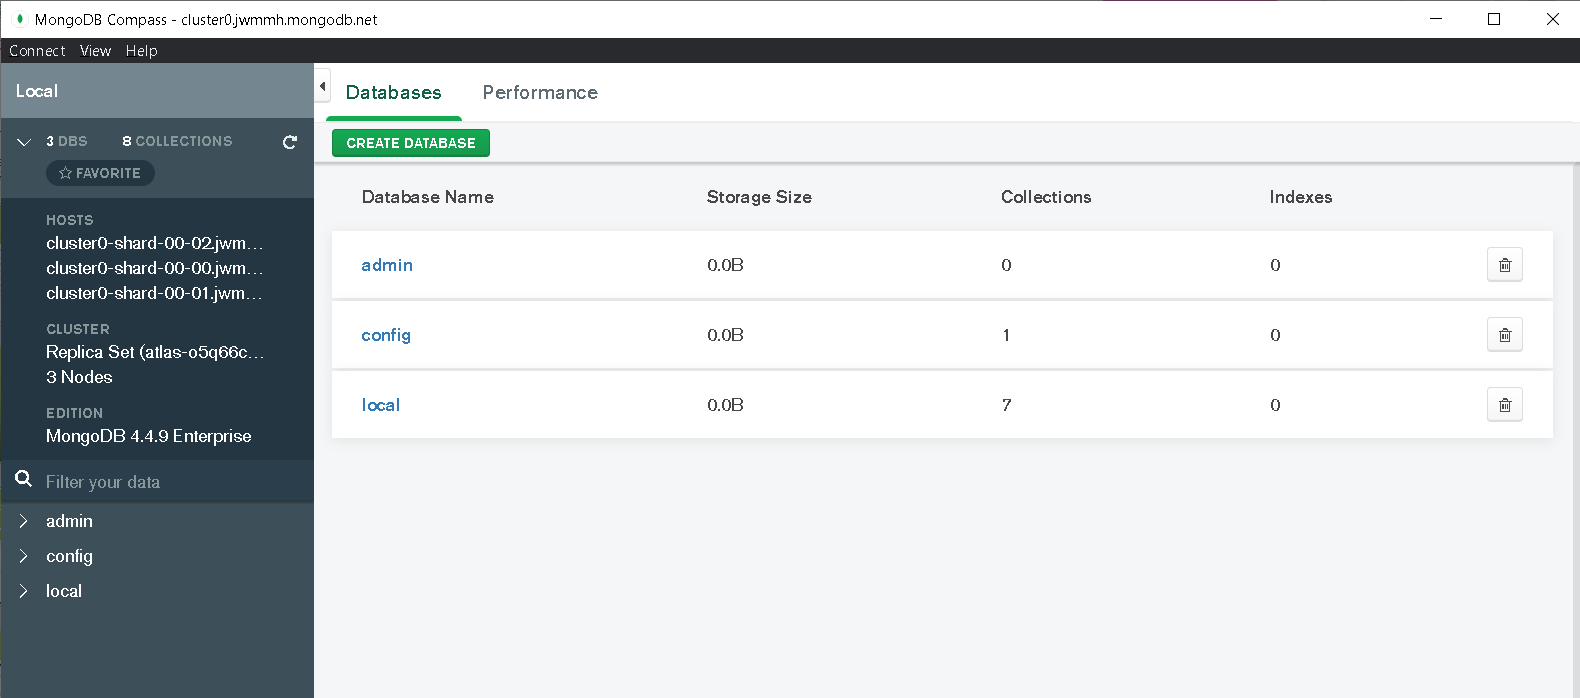 MongoDB Compass - cluster0.jwmmh.mongodb.net
Connect View Help
Local
3 DBS 8 COLLECTIONS
FAVORITE
HOSTS
cluster0-shard-00-02.jwm...
cluster0-shard-00-00.jwm...
cluster0-shard-00-01.jwm...
CLUSTER
Replica Set (atlas-o5q66c...
3 Nodes
EDITION
MongoDB 4.4.9 Enterprise
Filter your data
admin
config
local
Databases Performance
CREATE DATABASE
Database Name Storage Size Collections Indexes
admin 0.0B 0 0
config 0.0B 1 0
local 0.0B 7 0